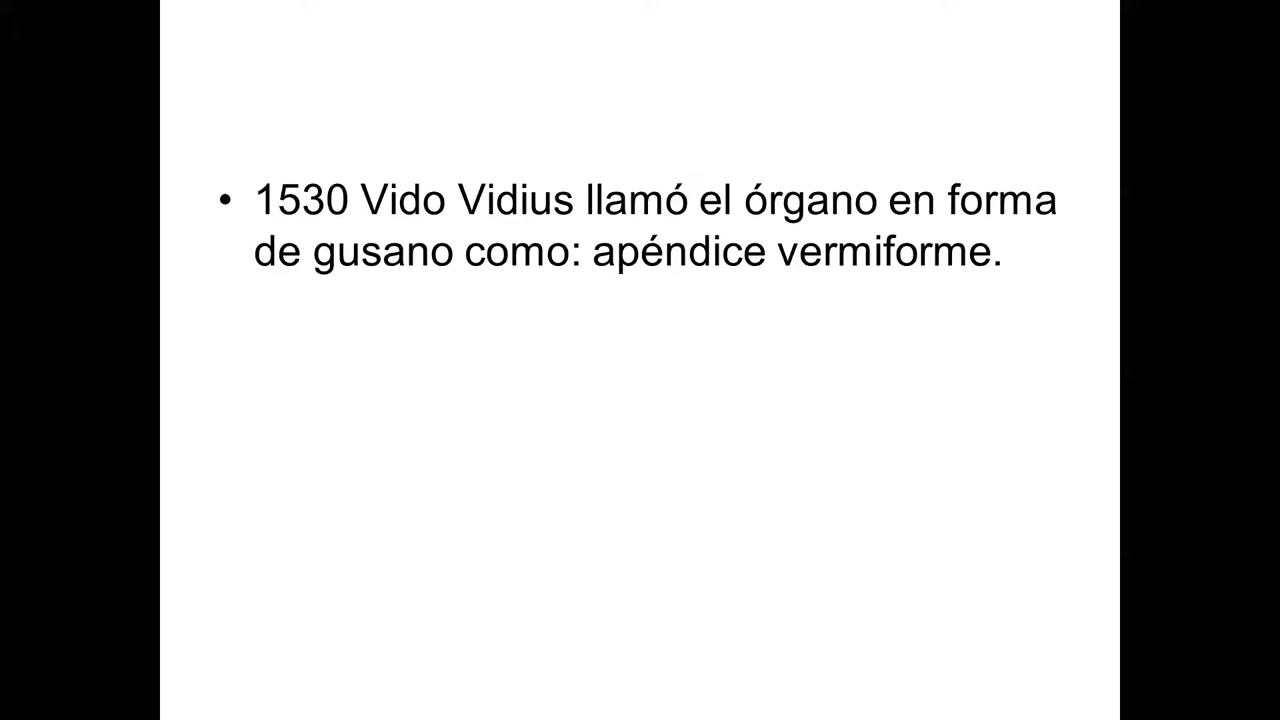 • 1530 Vido Vidius llamó el órgano en forma
de gusano como: apéndice vermiforme.